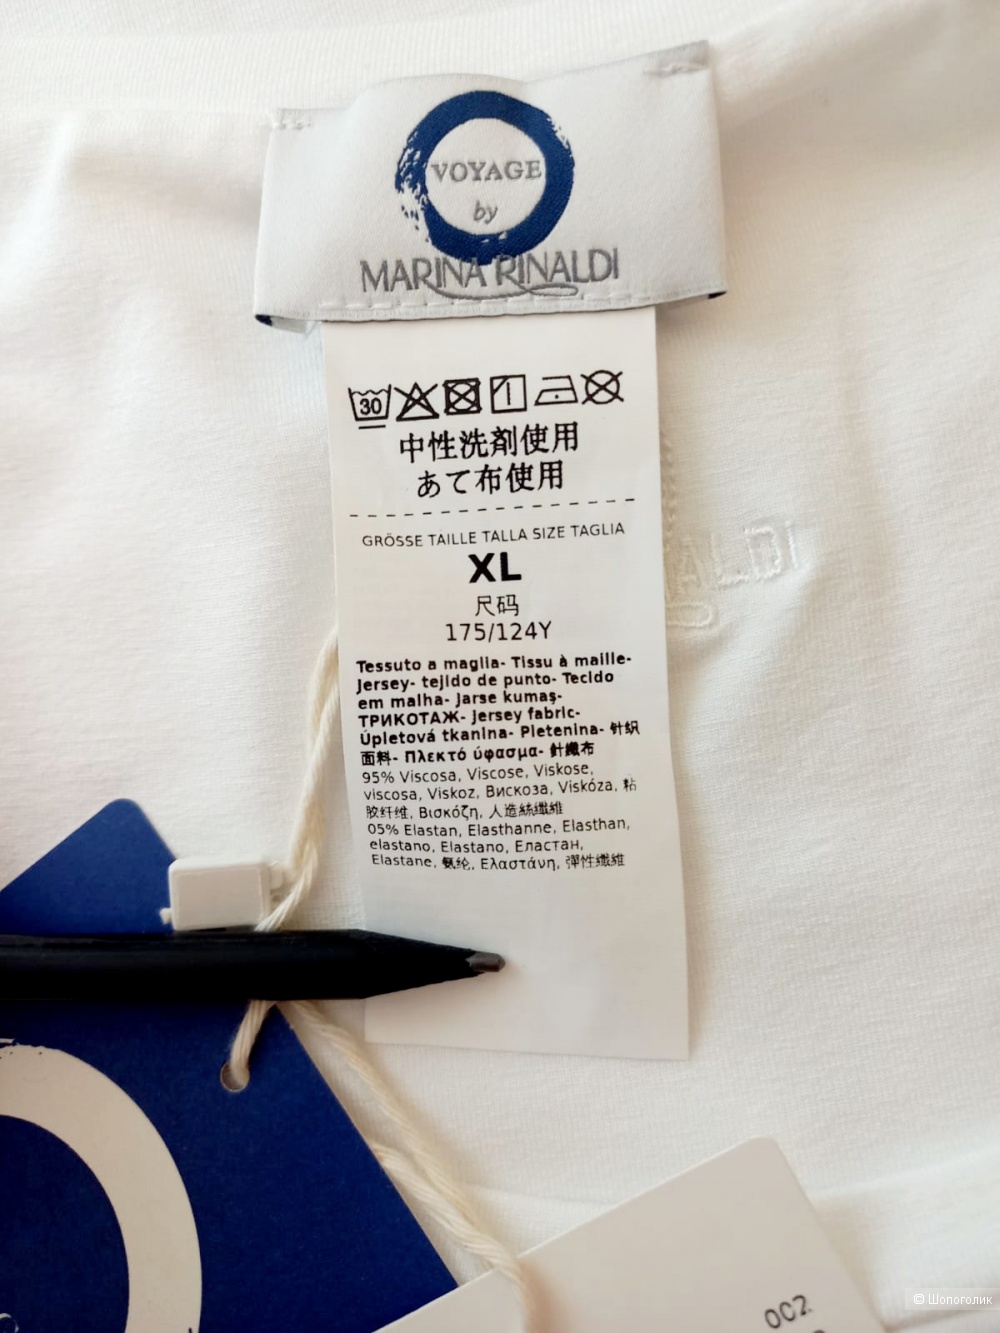 VOYAGE
by
MARINA RINALDI
30
中性洗剤使用
あて布使用
GRÖSSE TAILLE TALLA SIZE TAGLIA
XL
尺码
175/124Y
Tessuto a maglia- Tissu à maille-
Jersey- tejido de punto- Tecido
em malha- Jarse kumaş-
ТРИКОТАЖ- Jersey fabric-
Úpletová tkanina- Pletenina- 针织
面料- Πλεκτό ύφασμα- 針織布
95% Viscosa, Viscose, Viskose,
viscosa, Viskoz, Вискоза, Viskóza, 粘
胶纤维, Βισκόζη, 人造絲纖維
05% Elastan, Elasthanne, Elasthan,
elastano, Elastano, Еластан,
Elastane, 氨纶, Ελαστάνη, 彈性纖維
ALDI
002
© Шопоголик